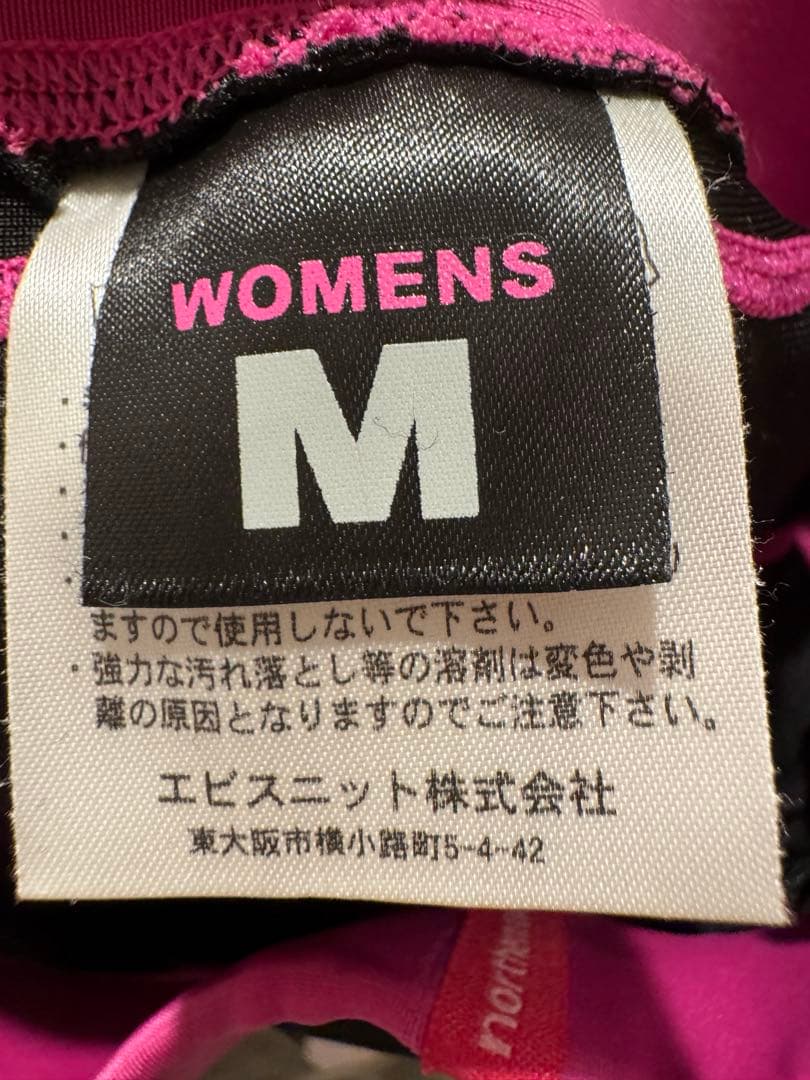 WOMENS
M
ますので使用しないで下さい。
・強力な汚れ落とし等の溶剤は変色や剥
離の原因となりますのでご注意下さい。
エビスニット株式会社
東大阪市横小路町5-4-42